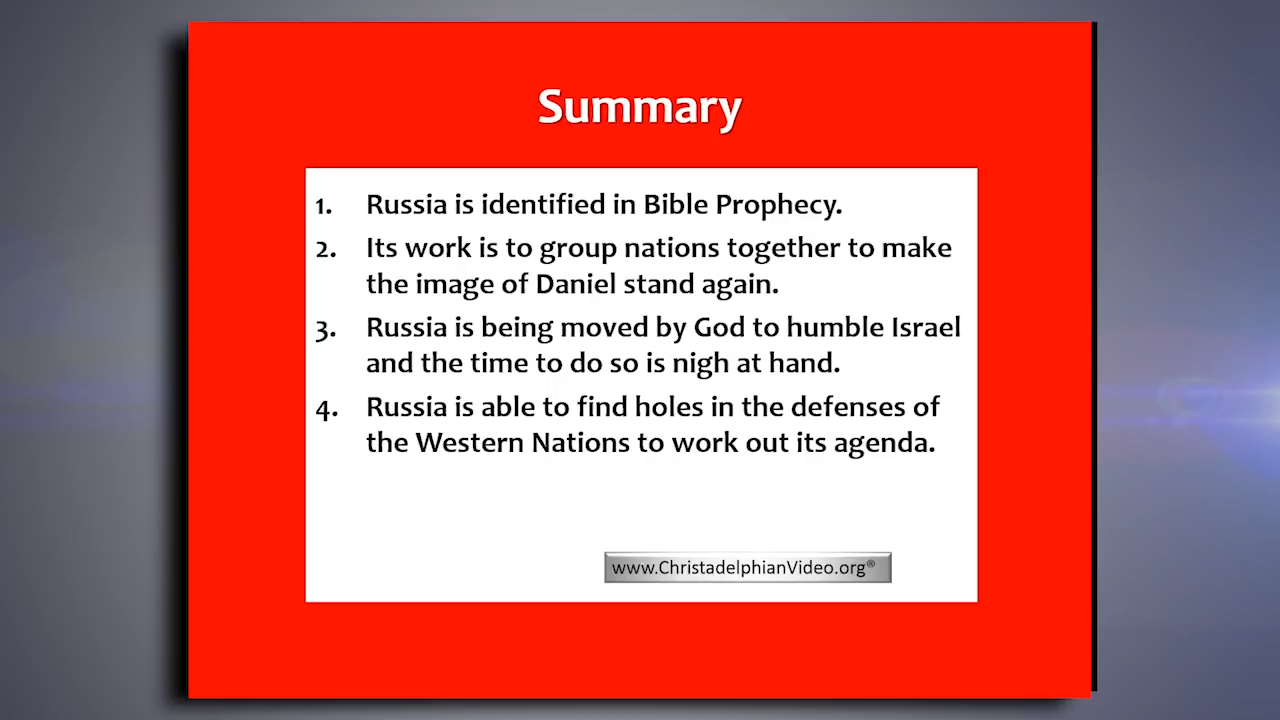 Summary
1. Russia is identified in Bible Prophecy.
2. Its work is to group nations together to make
the image of Daniel stand again.
3. Russia is being moved by God to humble Israel
and the time to do so is nigh at hand.
4. Russia is able to find holes in the defenses of
the Western Nations to work out its agenda.
www.ChristadelphianVideo.org®